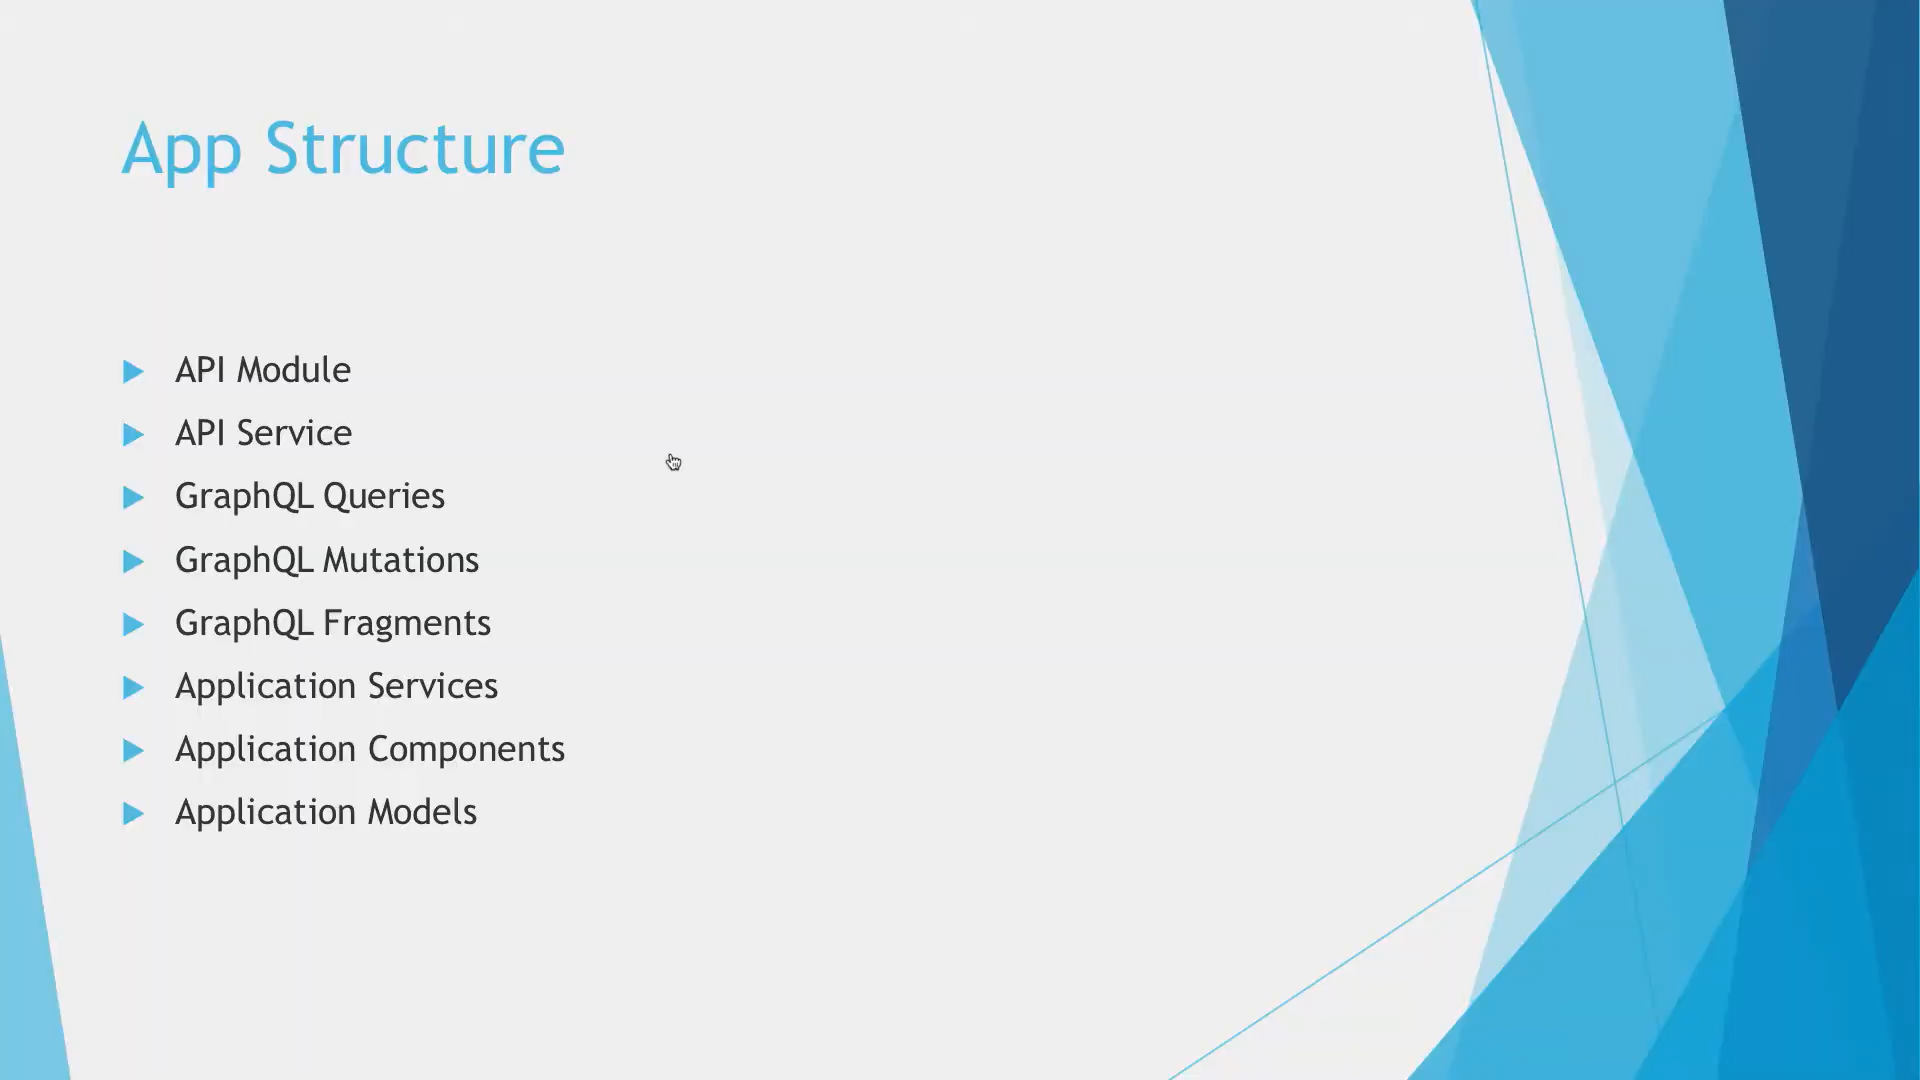 App Structure
API Module
API Service
GraphQL Queries
GraphQL Mutations
GraphQL Fragments
Application Services
Application Components
Application Models